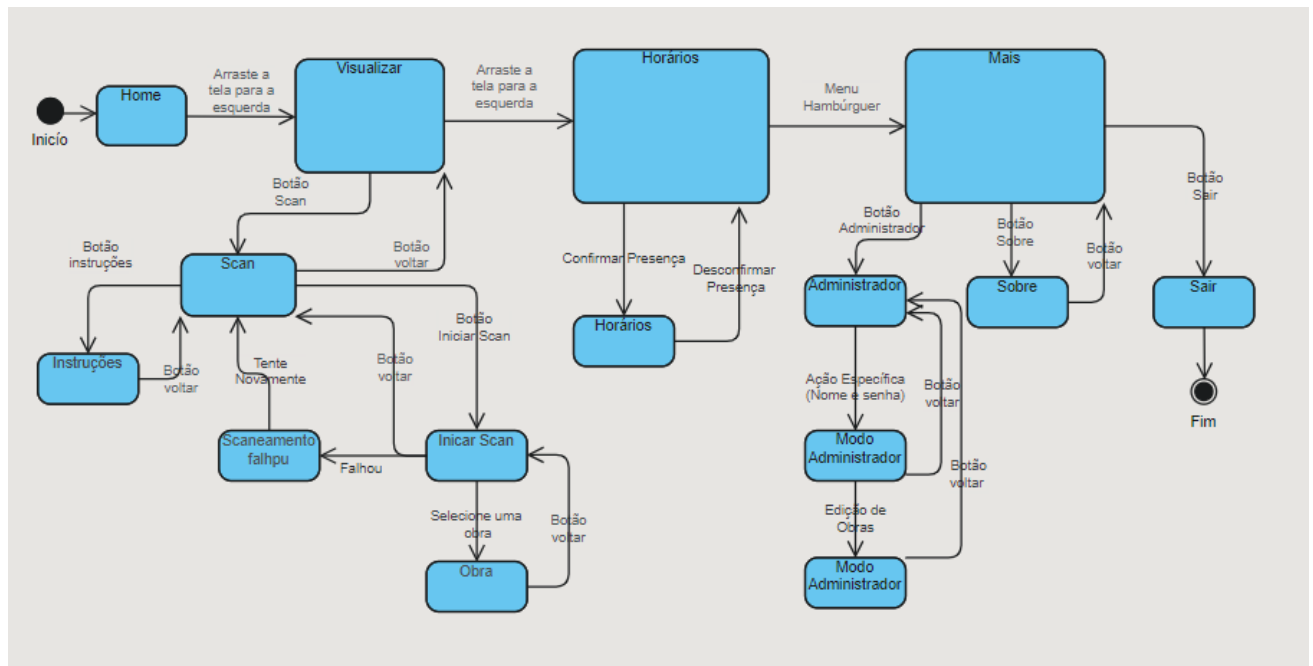 Inicío
Home
Arraste a
tela para a
esquerda
Visualizar
Arraste a
tela para a
esquerda
Horários
Menu
Hambúrguer
Mais
Botão
Sair
Botão
Scan
Botão
voltar
Botão
instruções
Scan
Instruções
Botão
voltar
Tente
Novamente
Botão
voltar
Botão
Iniciar Scan
Scaneamento
falhpu
Falhou
Inicar Scan
Selecione uma
obra
Botão
voltar
Obra
Confirmar Presença
Desconfirmar
Presença
Horários
Botão
Administrador
Botão
Sobre
Botão
voltar
Administrador
Sobre
Sair
Fim
Ação Específica
(Nome e senha)
Botão
voltar
Modo
Administrador
Botão
voltar
Edição de
Obras
Modo
Administrador